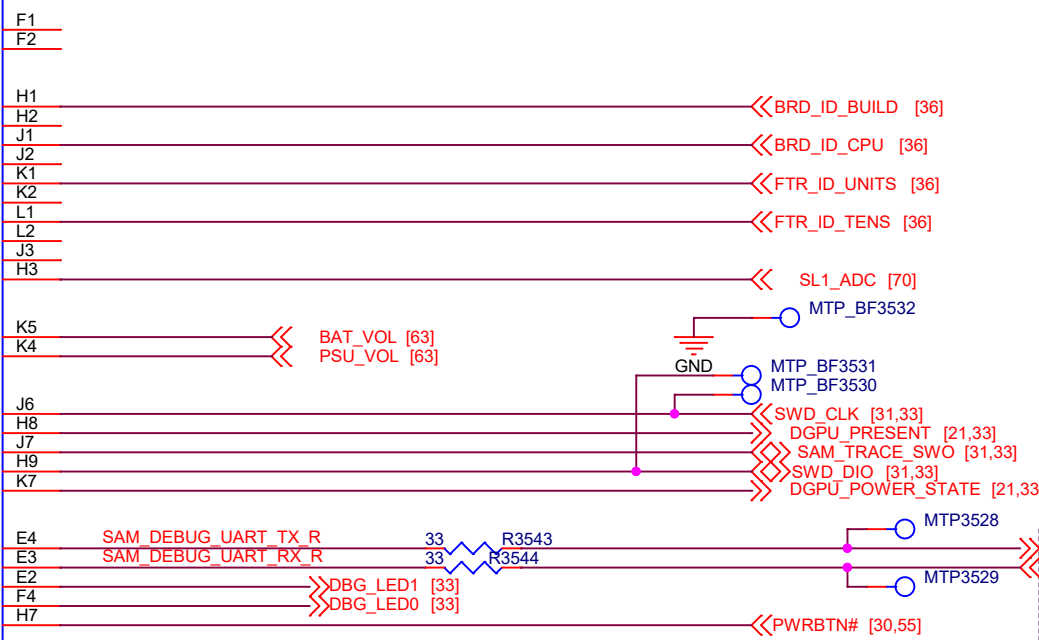 F1
F2
H1 BRD_ID_BUILD [36]
H2
J1 BRD_ID_CPU [36]
J2
K1 FTR_ID_UNITS [36]
K2
L1 FTR_ID_TENS [36]
L2
J3
H3 SL1_ADC [70]
MTP_BF3532
K5 BAT_VOL [63]
K4 PSU_VOL [63]
GND MTP_BF3531
MTP_BF3530
J6 SWD_CLK [31,33]
H8 DGPU_PRESENT [21,33]
J7 SAM_TRACE_SWO [31,33]
H9 SWD_DIO [31,33]
K7 DGPU_POWER_STATE [21,33
MTP3528
E4 SAM_DEBUG_UART_TX_R 33 R3543
E3 SAM_DEBUG_UART_RX_R 33 R3544
E2 DBG_LED1 [33] MTP3529
F4 DBG_LED0 [33]
H7 PWRBTN# [30,55]